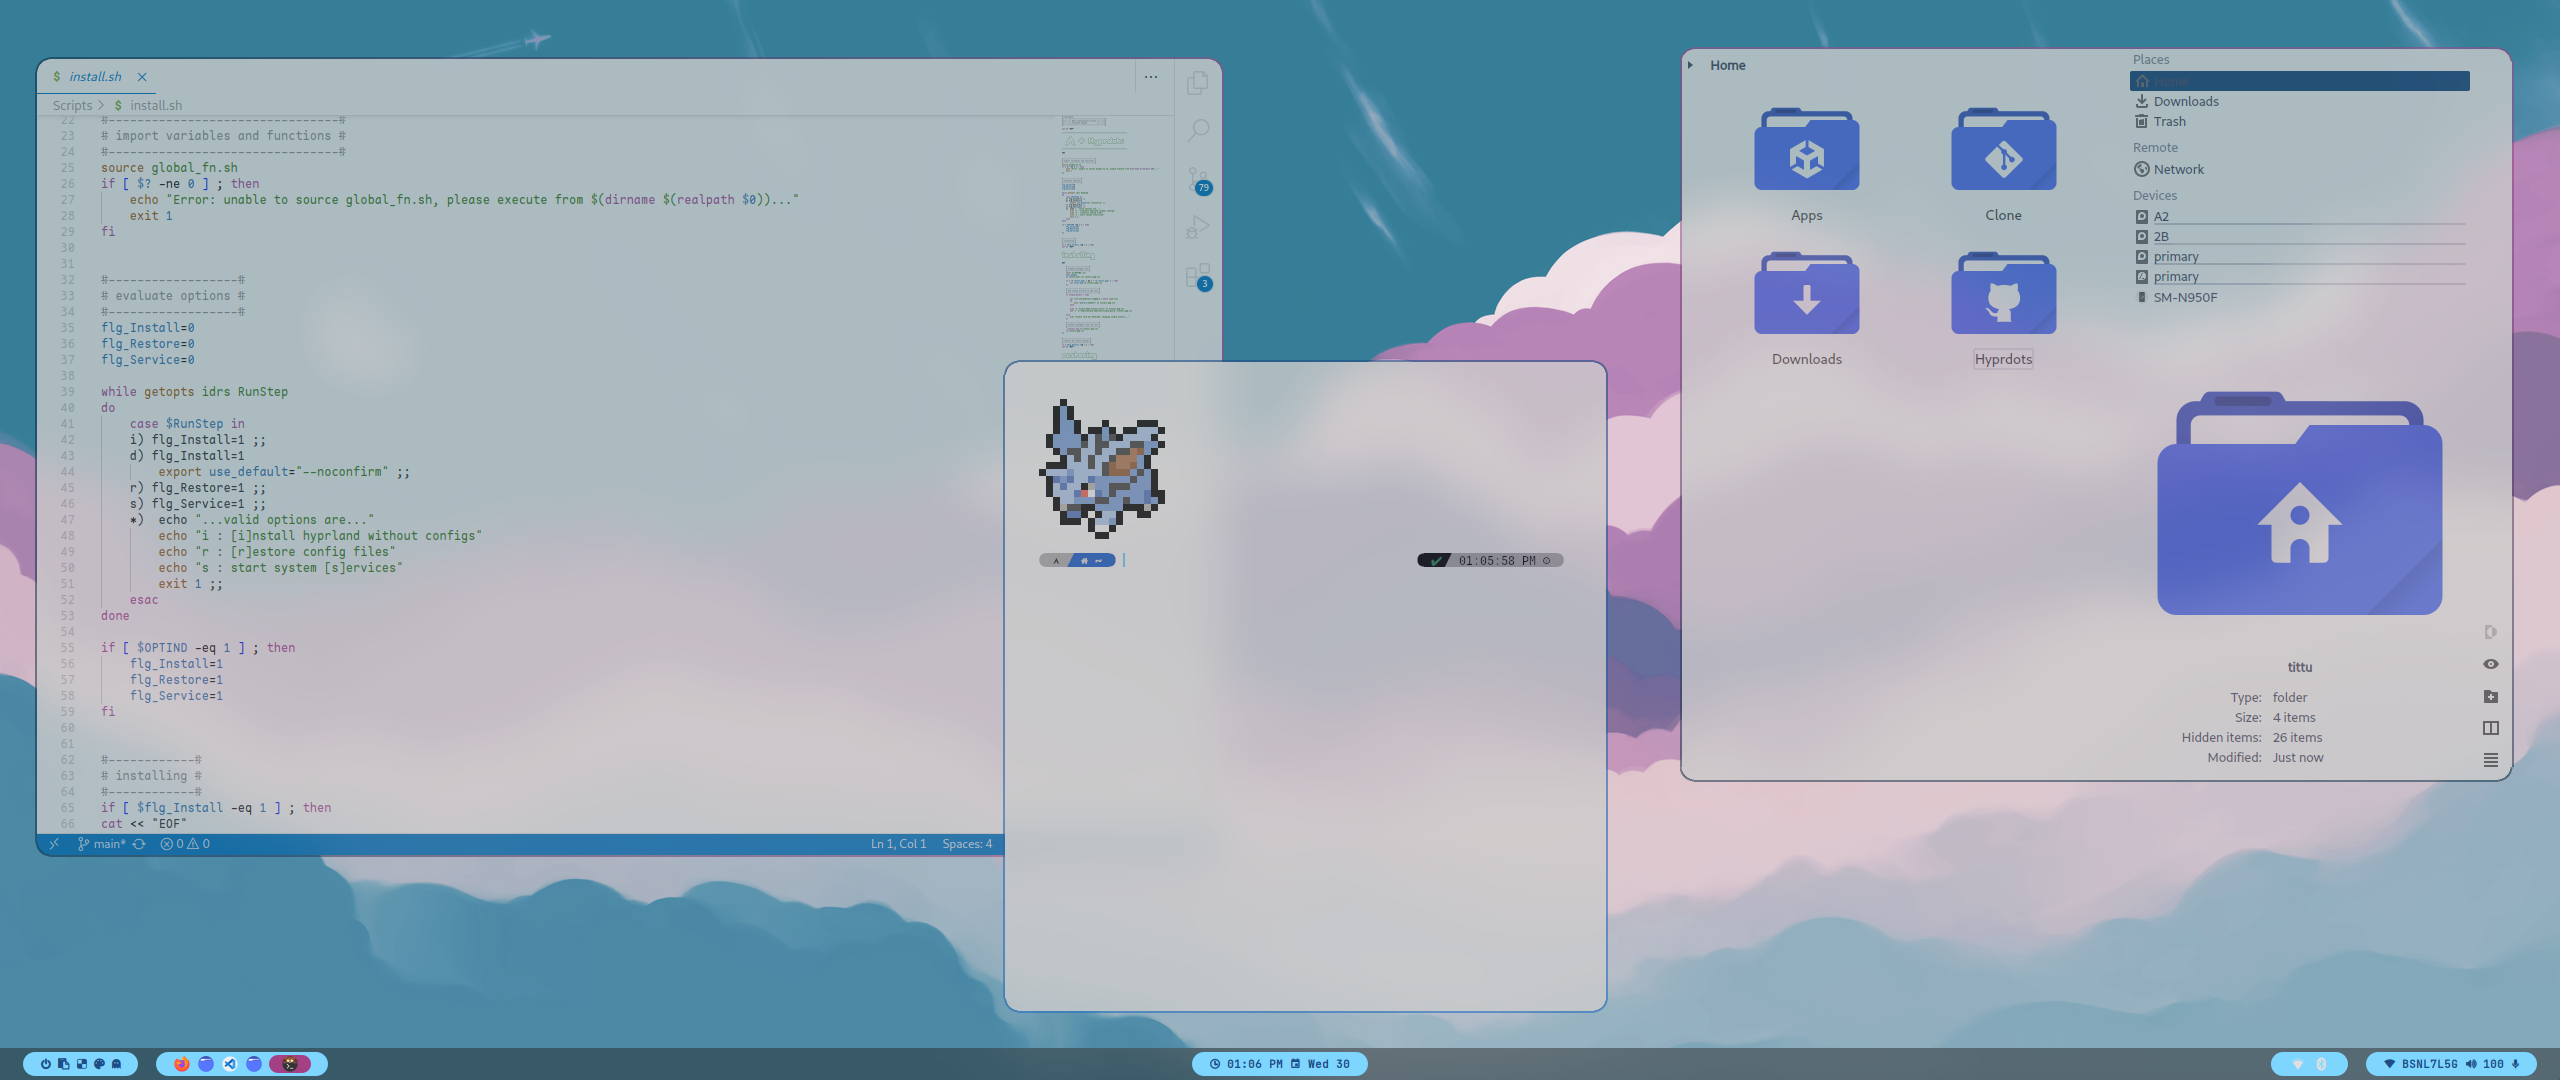 $ install.sh
Scripts > $ install.sh
22 #--------------------------------#
23 # import variables and functions #
24 #--------------------------------#
25 source global_fn.sh
26 if [ $? -ne 0 ] ; then
27     echo "Error: unable to source global_fn.sh, please execute from $(dirname $(realpath $0))..."
28     exit 1
29 fi
30
31
32 #------------------#
33 # evaluate options #
34 #------------------#
35 flg_Install=0
36 flg_Restore=0
37 flg_Service=0
38
39 while getopts idrs RunStep
40 do
41     case $RunStep in
42     i) flg_Install=1 ;;
43     d) flg_Install=1
44         export use_default="--noconfirm" ;;
45     r) flg_Restore=1 ;;
46     s) flg_Service=1 ;;
47     *)  echo "...valid options are..."
48         echo "i : [i]nstall hyprland without configs"
49         echo "r : [r]estore config files"
50         echo "s : start system [s]ervices"
51         exit 1 ;;
52     esac
53 done
54
55 if [ $OPTIND -eq 1 ] ; then
56     flg_Install=1
57     flg_Restore=1
58     flg_Service=1
59 fi
60
61
62 #------------#
63 # installing #
64 #------------#
65 if [ $flg_Install -eq 1 ] ; then
66 cat << "EOF"
79
3
main* 0 0
Ln 1, Col 1 Spaces: 4
~ 01:05:58 PM
Home
Apps Clone
Downloads Hyprdots
Places
Home
Downloads
Trash
Remote
Network
Devices
A2
2B
primary
primary
SM-N950F
tittu
Type: folder
Size: 4 items
Hidden items: 26 items
Modified: Just now
01:06 PM Wed 30
BSNL7L5G 100